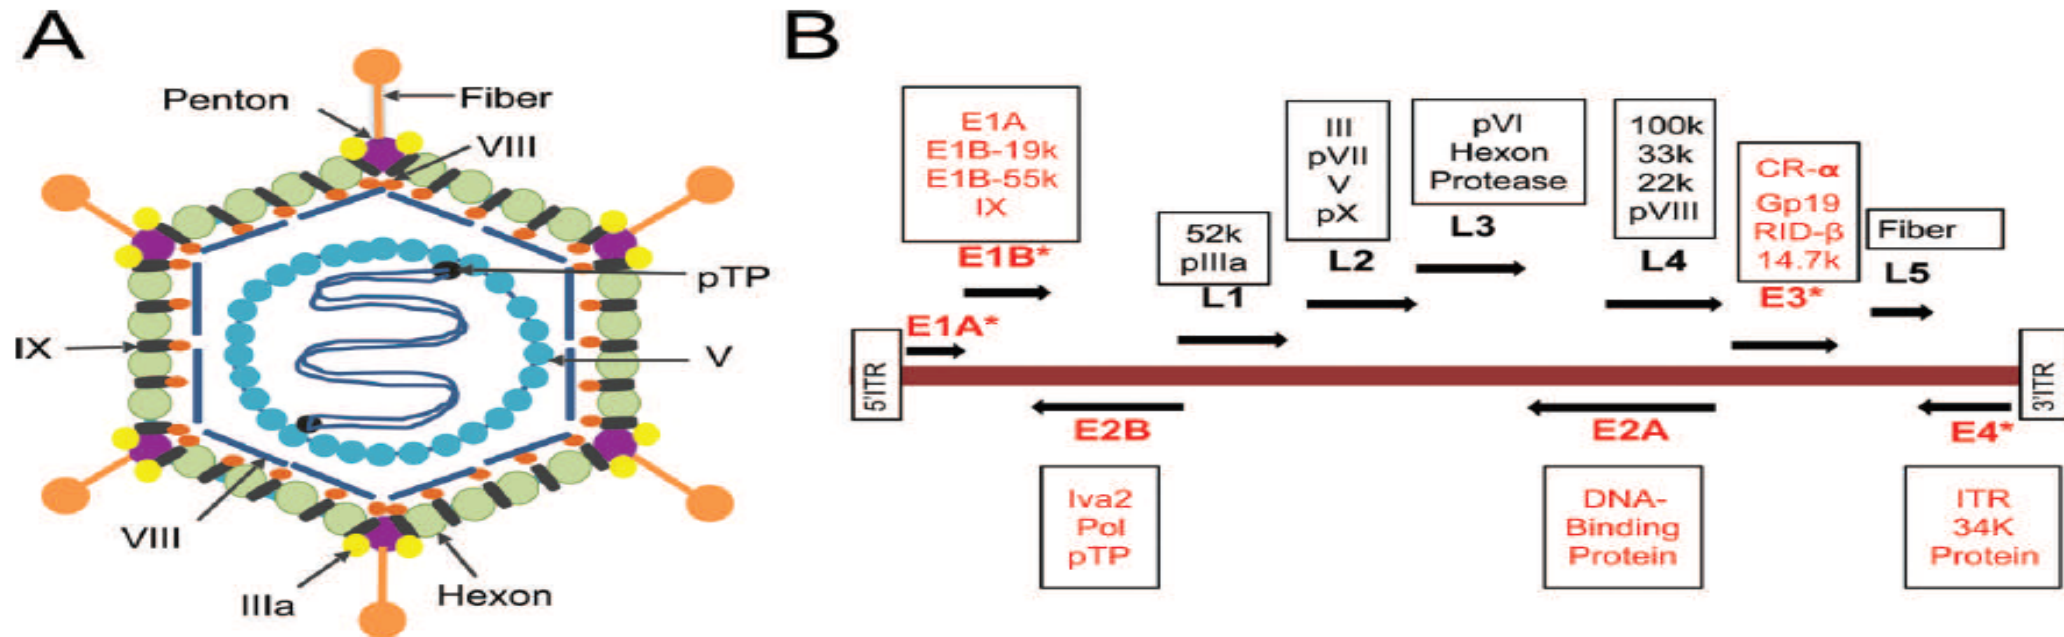 A
Penton
Fiber
VIII
pTP
IX
V
VIII
IIIa
Hexon
B
E1A
E1B-19k
E1B-55k
IX
E1B*
E1A*
52k
pIIIa
L1
III
pVII
V
pX
L2
pVI
Hexon
Protease
L3
100k
33k
22k
pVIII
L4
CR-α
Gp19
RID-β
14.7k
E3*
Fiber
L5
5'ITR
3'ITR
E2B
E2A
E4*
Iva2
Pol
pTP
DNA-
Binding
Protein
ITR
34K
Protein